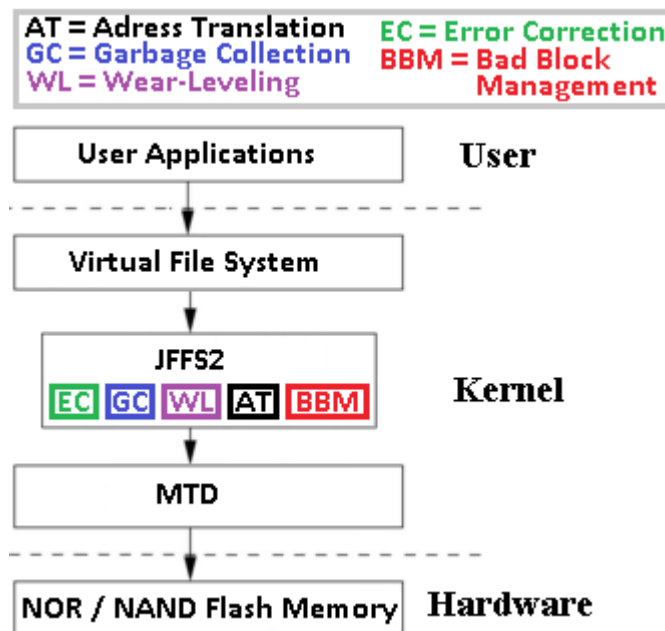 AT = Adress Translation
GC = Garbage Collection
WL = Wear-Leveling
EC = Error Correction
BBM = Bad Block
Management
User Applications
User
Virtual File System
JFFS2
EC GC WL AT BBM
Kernel
MTD
NOR / NAND Flash Memory
Hardware